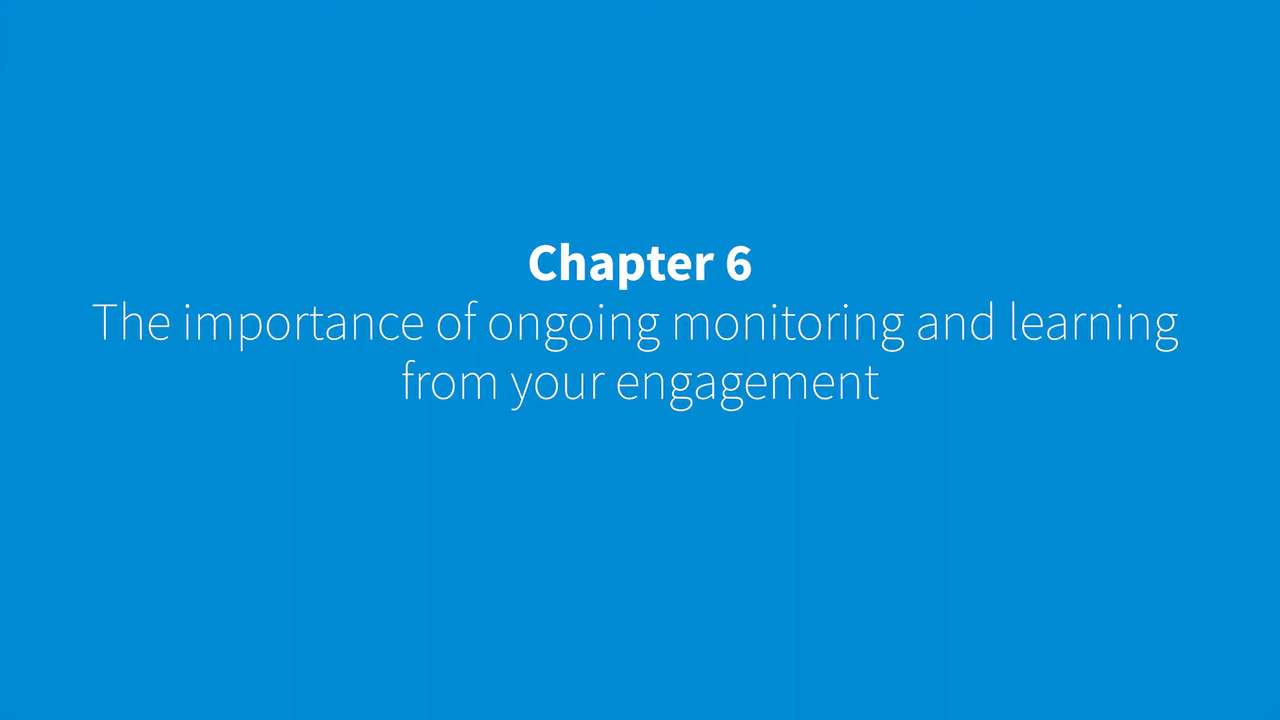 Chapter 6
The importance of ongoing monitoring and learning
from your engagement